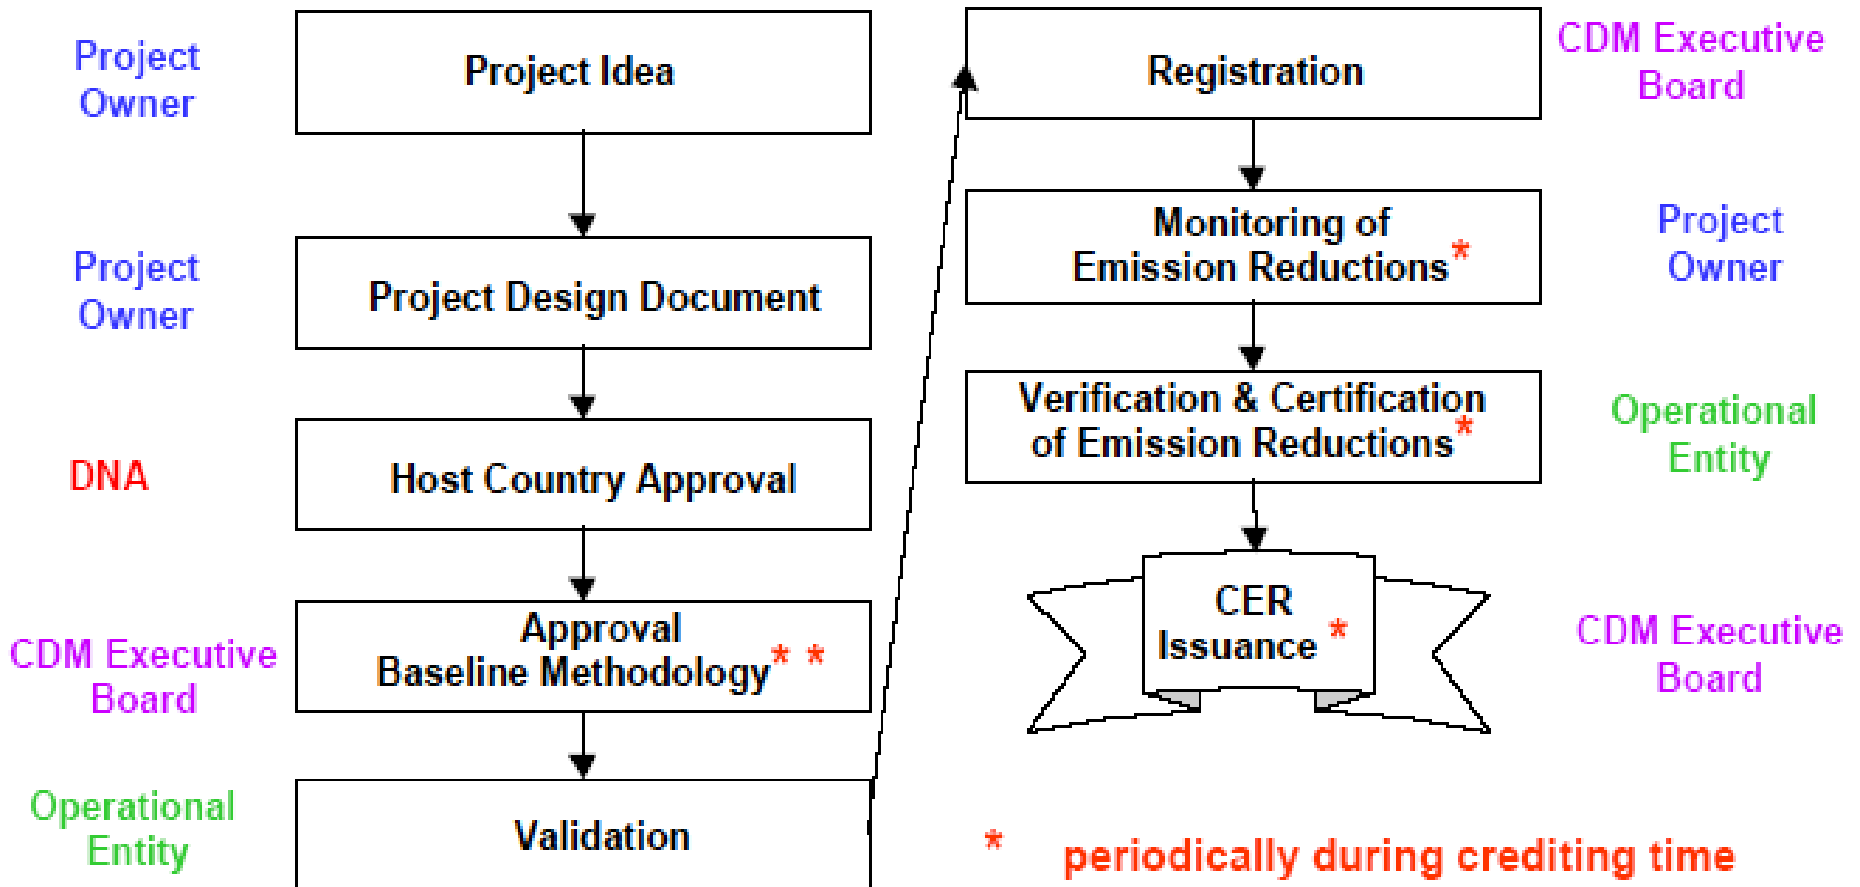 Project
Owner
Project Idea
Project
Owner
Project Design Document
DNA
Host Country Approval
CDM Executive
Board
Approval
Baseline Methodology* *
Operational
Entity
Validation
Registration
CDM Executive
Board
Monitoring of
Emission Reductions*
Project
Owner
Verification & Certification
of Emission Reductions*
Operational
Entity
CER
Issuance *
CDM Executive
Board
* periodically during crediting time